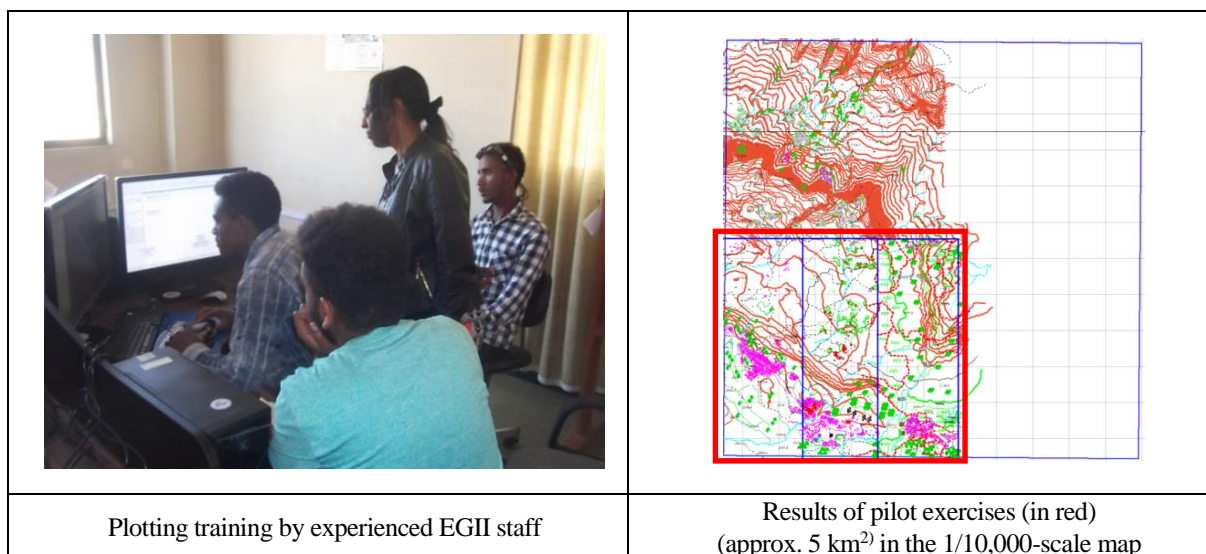 Plotting training by experienced EGII staff
Results of pilot exercises (in red)
(approx. 5 km²⁾ in the 1/10,000-scale map